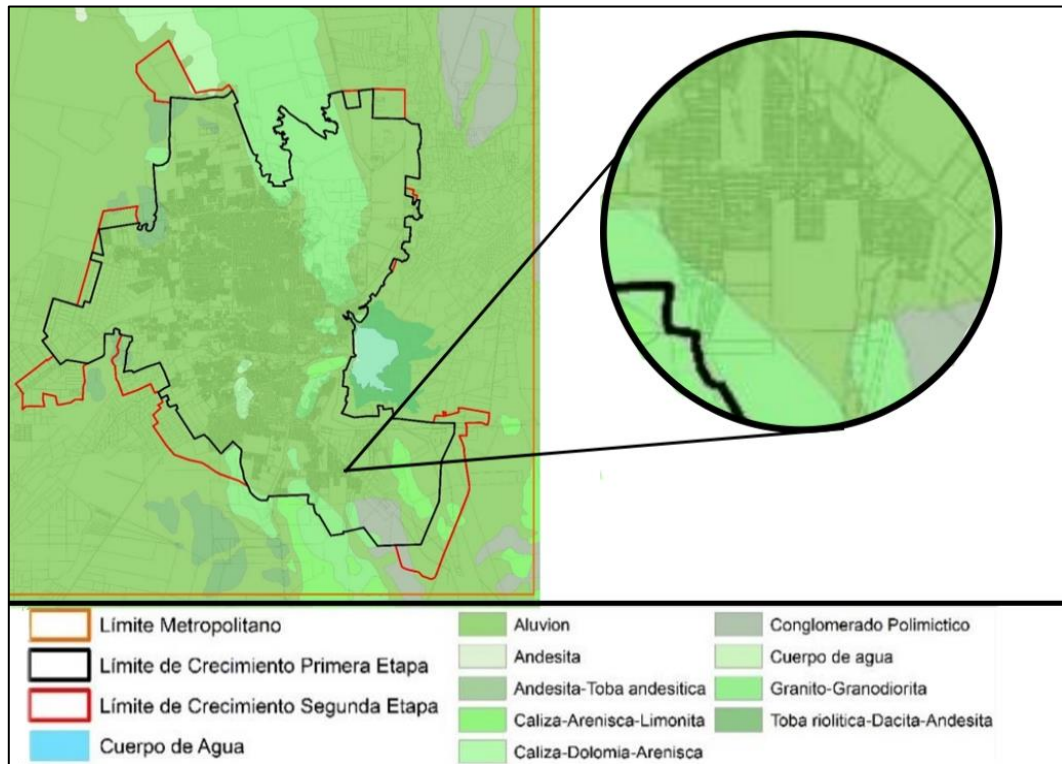 Límite Metropolitano
Límite de Crecimiento Primera Etapa
Límite de Crecimiento Segunda Etapa
Cuerpo de Agua
Aluvion
Andesita
Andesita-Toba andesitica
Caliza-Arenisca-Limonita
Caliza-Dolomia-Arenisca
Conglomerado Polimictico
Cuerpo de agua
Granito-Granodiorita
Toba riolitica-Dacita-Andesita